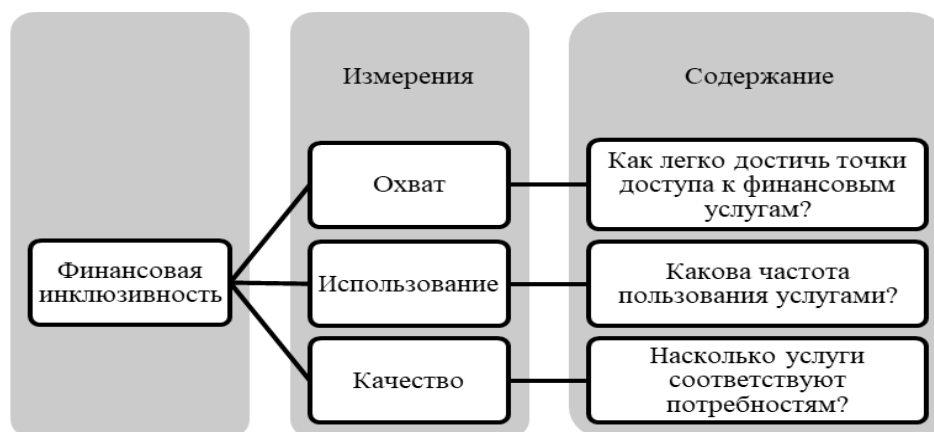 Измерения
Содержание
Финансовая
инклюзивность
Охват
Как легко достичь точки
доступа к финансовым
услугам?
Использование
Какова частота
пользования услугами?
Качество
Насколько услуги
соответствуют
потребностям?